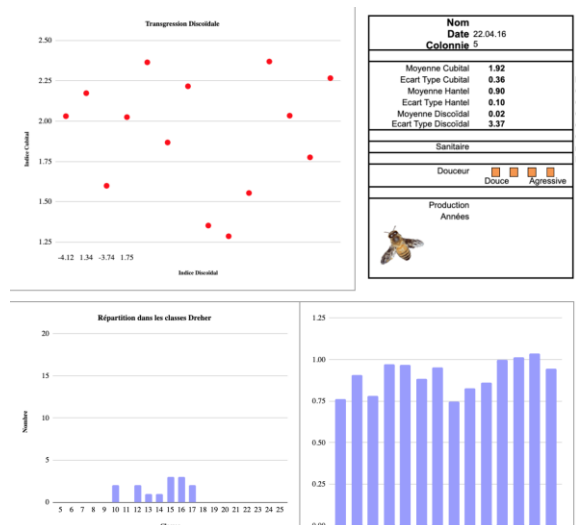 Transgression Discoïdale
2.50
2.25
2.00
1.75
1.50
1.25
Indice Cubital
-4.12 1.34 -3.74 1.75
Indice Discoïdal
Nom
Date 22.04.16
Colonnie 5
Moyenne Cubital 1.92
Ecart Type Cubital 0.36
Moyenne Hantel 0.90
Ecart Type Hantel 0.10
Moyenne Discoïdal 0.02
Ecart Type Discoïdal 3.37
Sanitaire
Douceur
Douce Agressive
Production
Années
Répartition dans les classes Dreher
20
15
10
5
0
Nombre
5 6 7 8 9 10 11 12 13 14 15 16 17 18 19 20 21 22 23 24 25
1.25
1.00
0.75
0.50
0.25
0.00